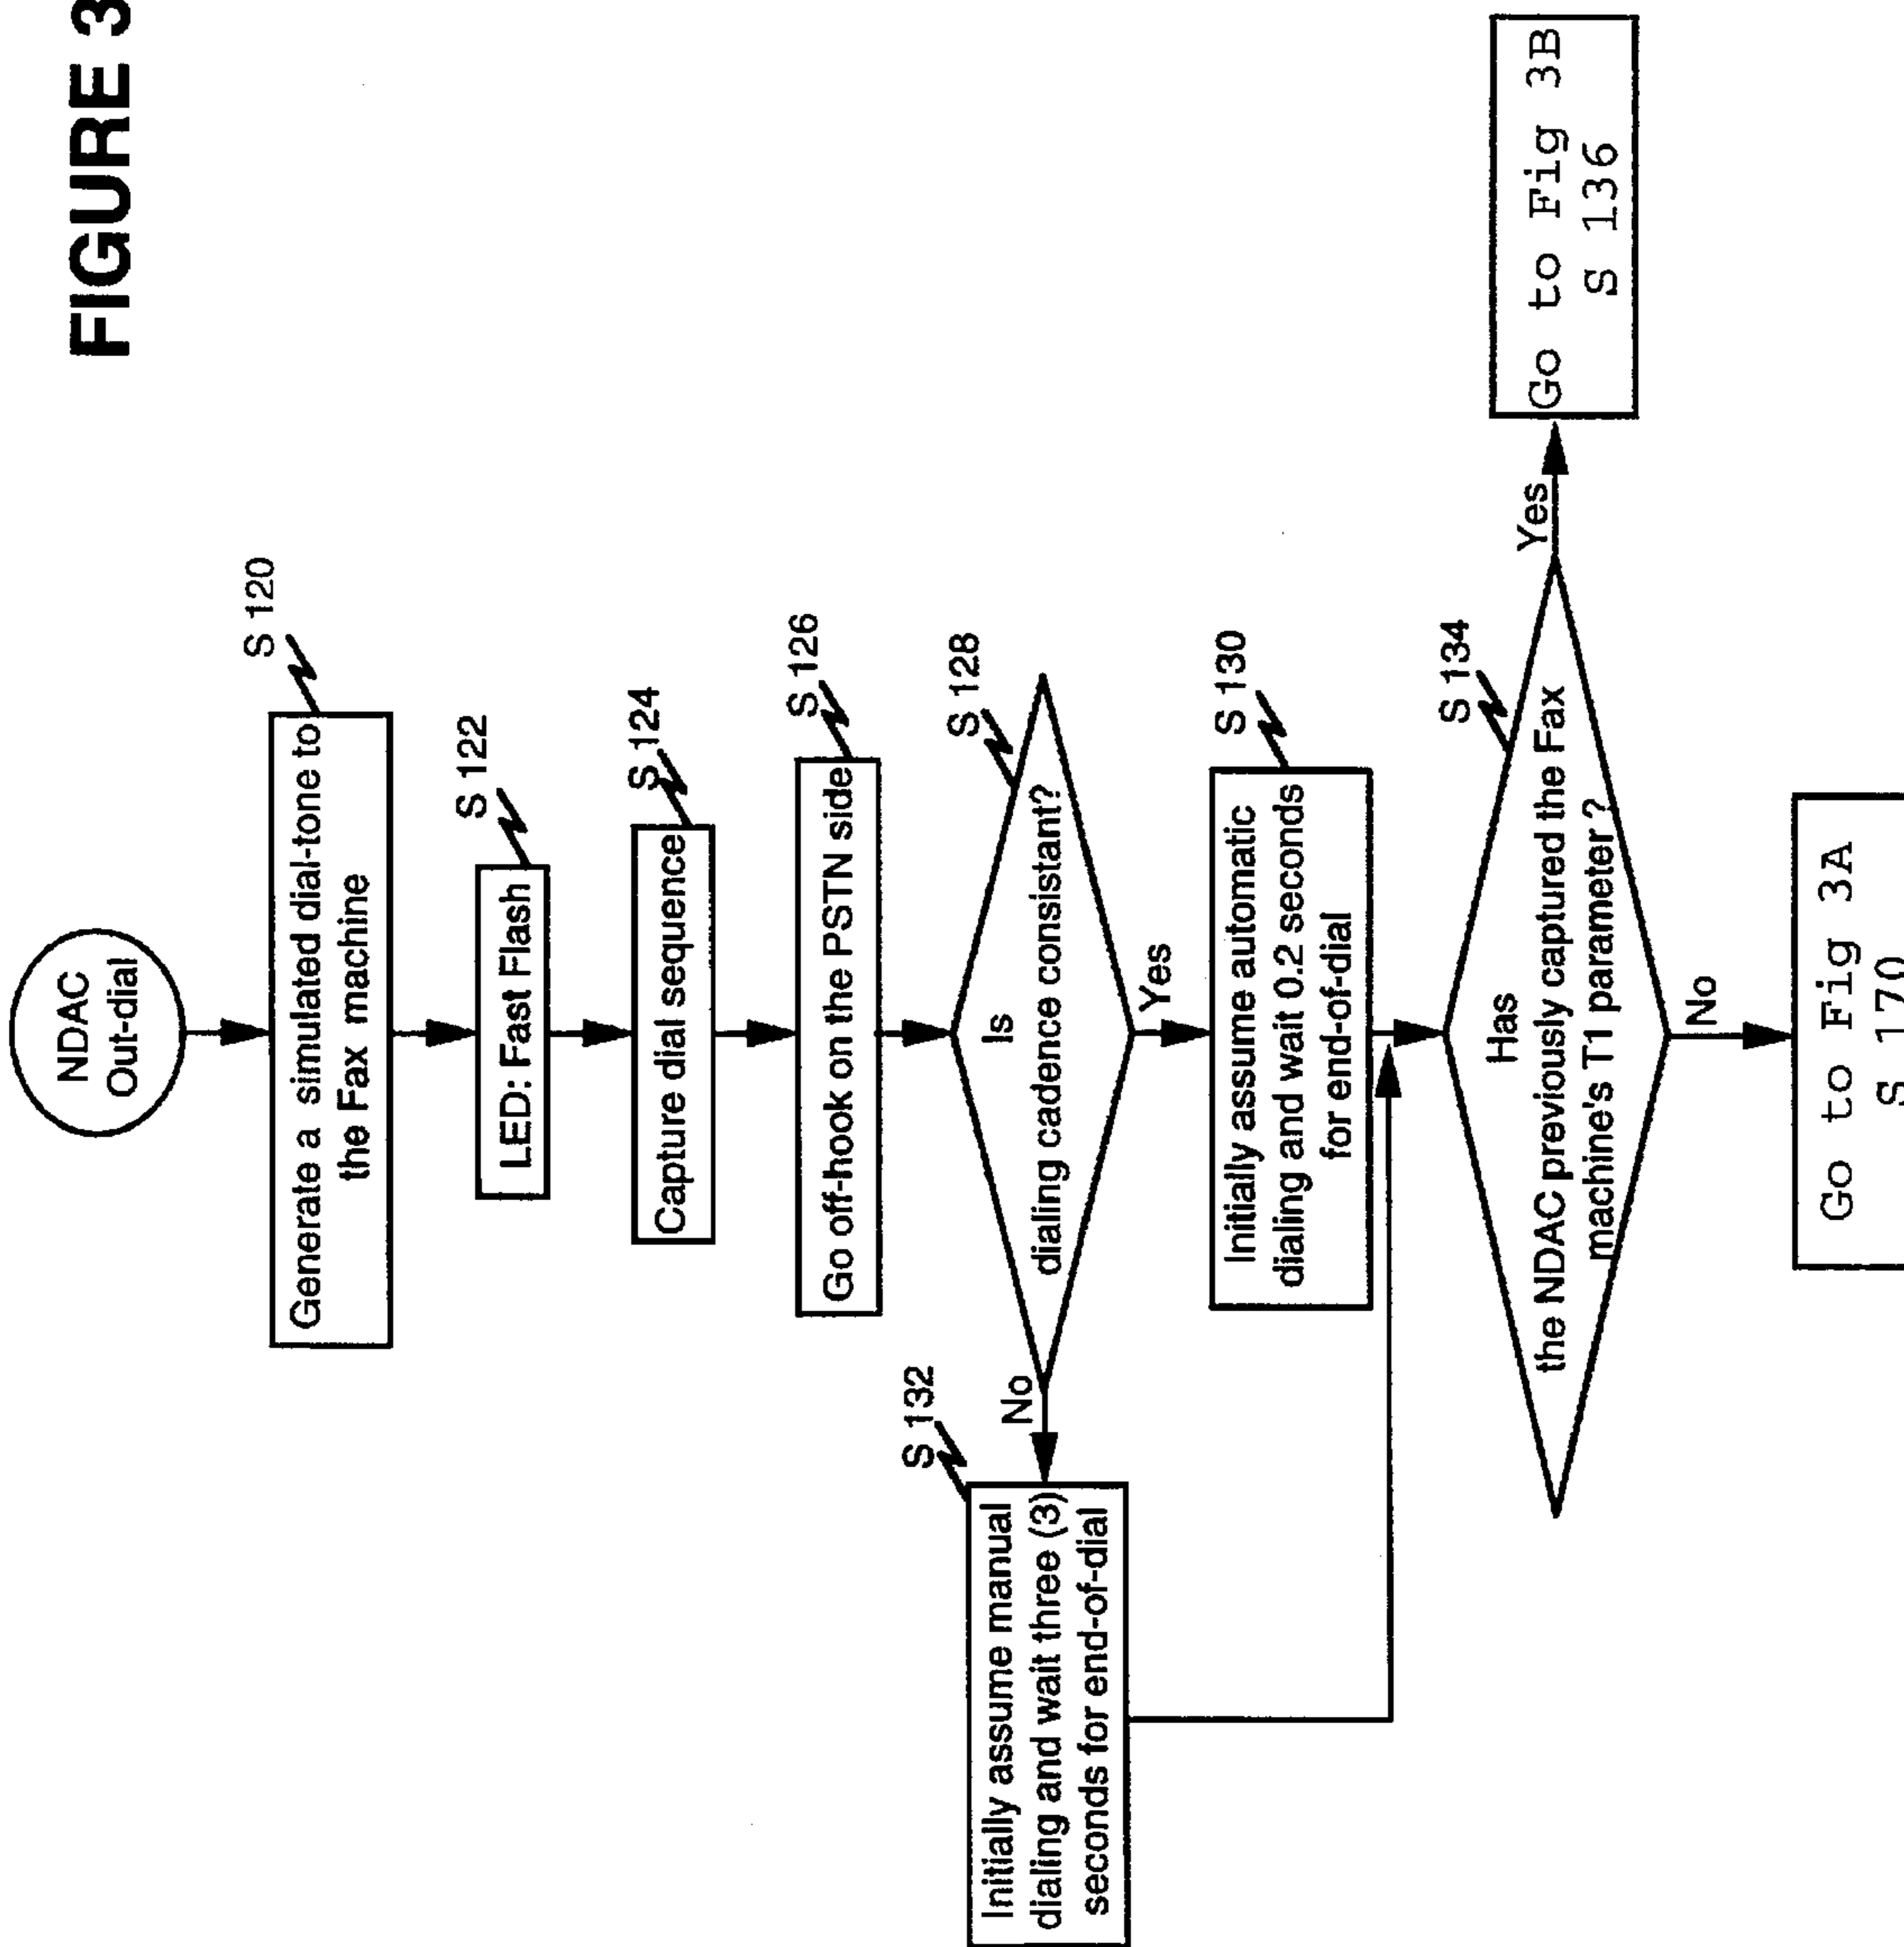 FIGURE 3
NDAC
Out-dial
S 120
Generate a simulated dial-tone to
the Fax machine
S 122
LED: Fast Flash
S 124
Capture dial sequence
S 126
Go off-hook on the PSTN side
S 128
Is
dialing cadence consistant?
No
Yes
S 132
Initially assume manual
dialing and wait three (3)
seconds for end-of-dial
S 130
Initially assume automatic
dialing and wait 0.2 seconds
for end-of-dial
S 134
Has
the NDAC previously captured the Fax
machine's T1 parameter ?
Yes
Go to Fig 3B
S 136
No
Go to Fig 3A
S 170